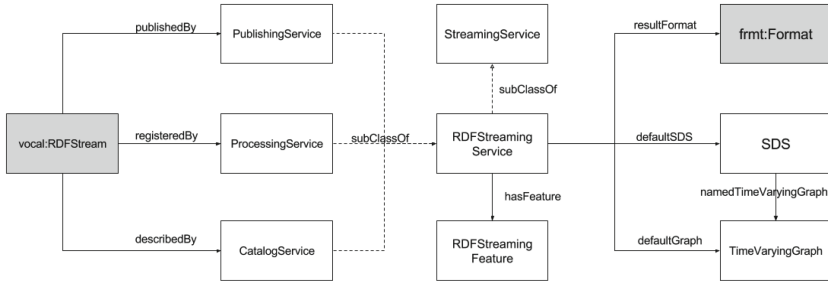 publishedBy
PublishingService
StreamingService
resultFormat
frmt:Format
subClassOf
vocal:RDFStream
registeredBy
ProcessingService
subClassOf
RDFStreaming
Service
defaultSDS
SDS
hasFeature
namedTimeVaryingGraph
describedBy
CatalogService
RDFStreaming
Feature
defaultGraph
TimeVaryingGraph